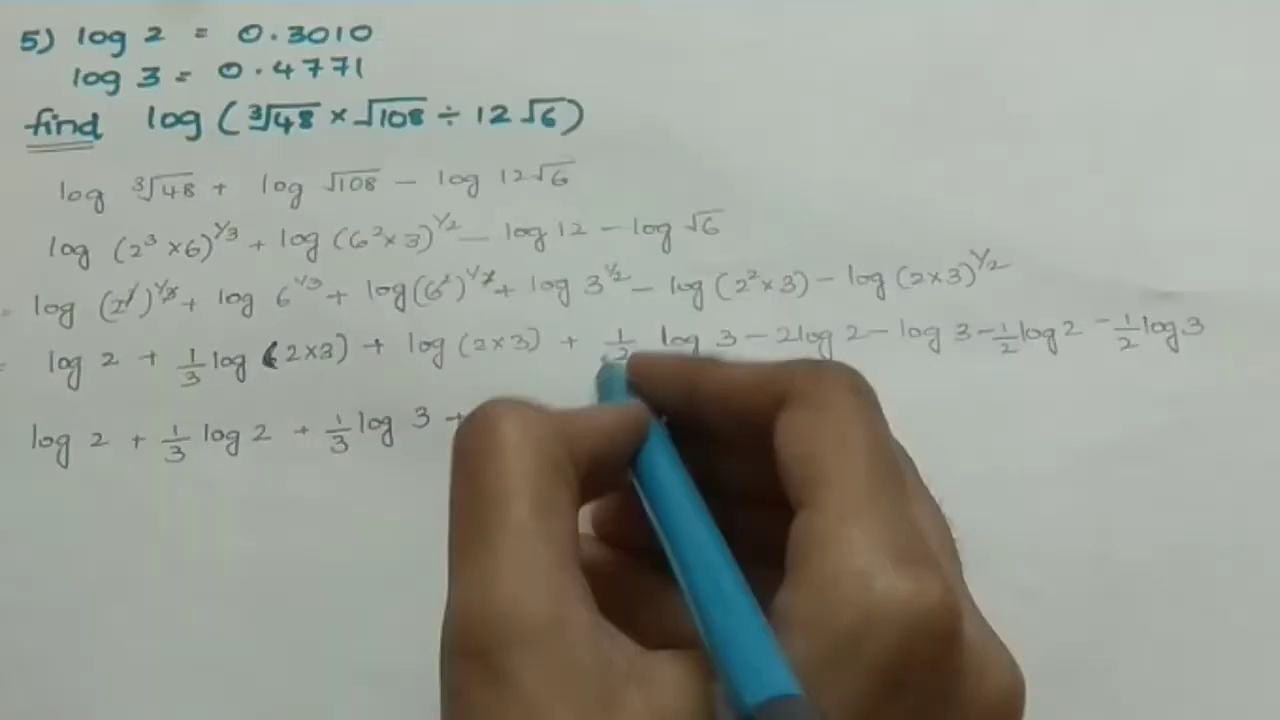 5) log 2 = 0.3010
log 3 = 0.4771
find log (∛48 × √108 ÷ 12√6)
log ∛48 + log √108 − log 12√6
log (2³ × 6)^1/3 + log (6² × 3)^1/2 − log 12 − log √6
= log (2³)^1/3 + log 6^1/3 + log (6²)^1/2 + log 3^1/2 − log (2² × 3) − log (2×3)^1/2
= log 2 + 1/3 log (2×3) + log (2×3) + 1/2 log 3 − 2log 2 − log 3 − 1/2 log 2 − 1/2 log 3
log 2 + 1/3 log 2 + 1/3 log 3 +